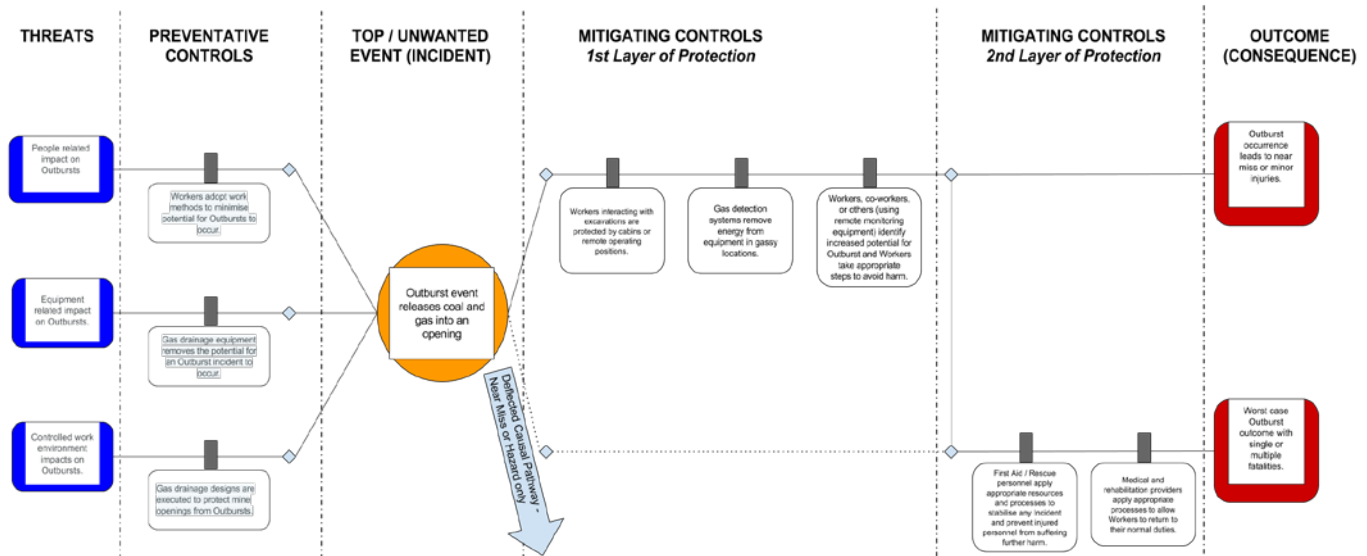 THREATS
PREVENTATIVE
CONTROLS
TOP / UNWANTED
EVENT (INCIDENT)
MITIGATING CONTROLS
1st Layer of Protection
MITIGATING CONTROLS
2nd Layer of Protection
OUTCOME
(CONSEQUENCE)
People related
impact on
Outbursts
Workers adopt work
methods to minimise
potential for Outbursts to
occur.
Equipment
related impact
on Outbursts.
Gas drainage equipment
removes the potential for
an Outburst incident to
occur.
Controlled work
environment
impacts on
Outbursts.
Gas drainage designs are
executed to protect mine
openings from Outbursts.
Outburst event
releases coal and
gas into an
opening
Deflected Causal Pathway -
Near Miss or Hazard only
Workers interacting with
excavations are
protected by cabins or
remote operating
positions.
Gas detection
systems remove
energy from
equipment in gassy
locations.
Workers, co-workers,
or others (using
remote monitoring
equipment) identify
increased potential for
Outburst and Workers
take appropriate
steps to avoid harm.
First Aid / Rescue
personnel apply
appropriate resources
and processes to
stabilise any incident
and prevent injured
personnel from suffering
further harm.
Medical and
rehabilitation providers
apply appropriate
processes to allow
Workers to return to
their normal duties.
Outburst
occurrence
leads to near
miss or minor
injuries.
Worst case
Outburst
outcome with
single or
multiple
fatalities.